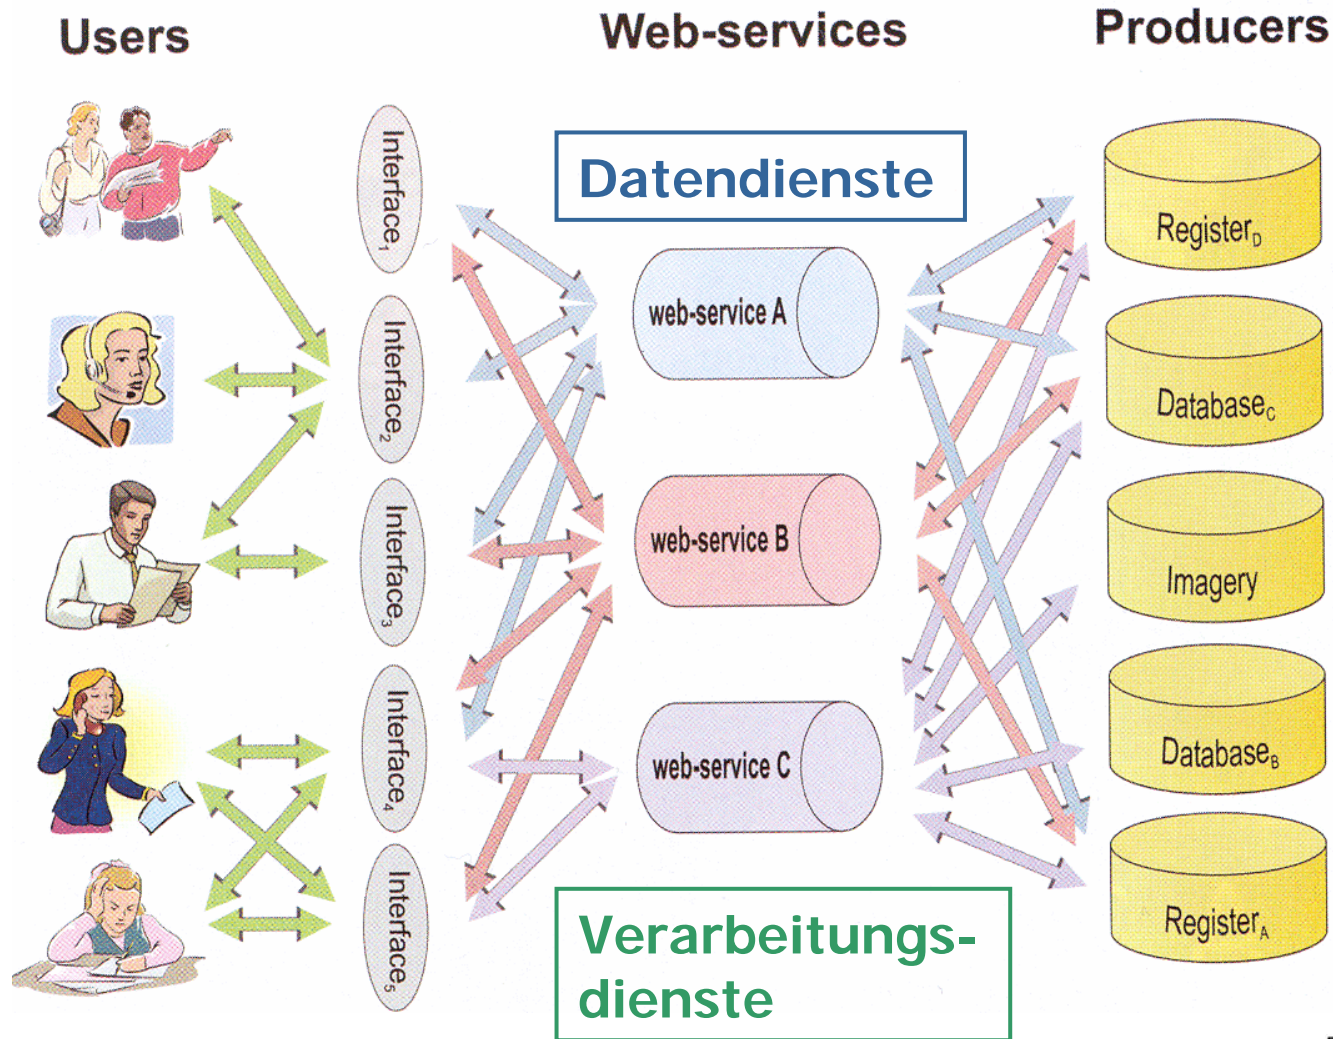 Users
Web-services
Producers
Interface1
Interface2
Interface3
Interface4
Interface5
Datendienste
web-service A
web-service B
web-service C
Verarbeitungs-
dienste
RegisterD
DatabaseC
Imagery
DatabaseB
RegisterA